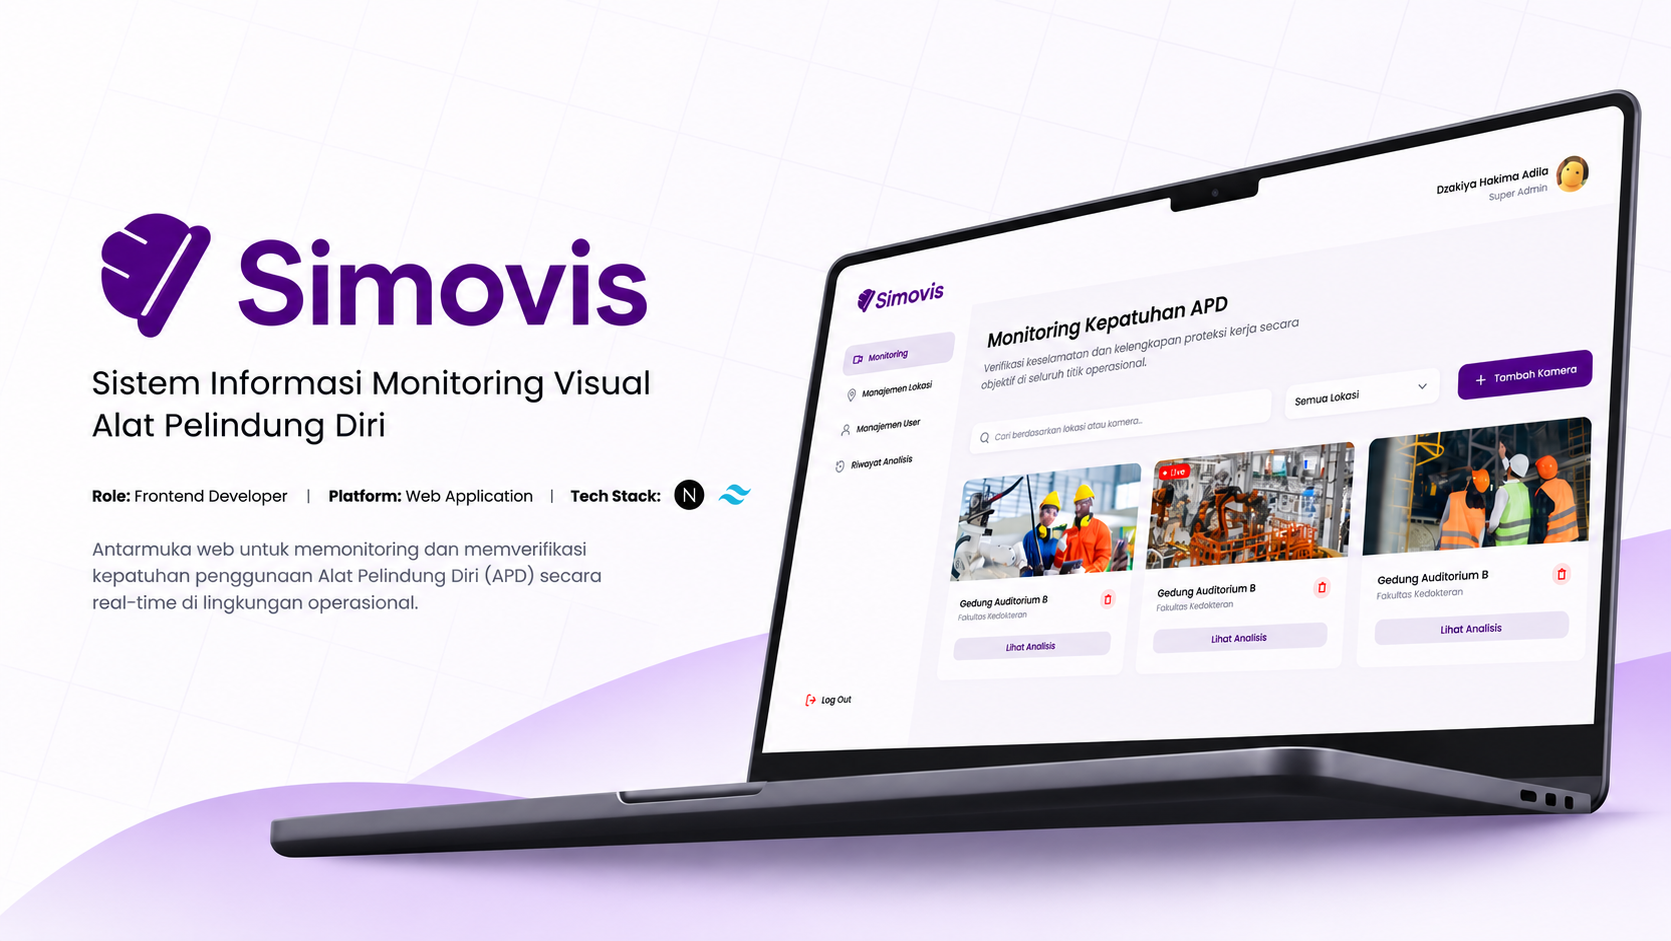 Simovis
Sistem Informasi Monitoring Visual
Alat Pelindung Diri
Role: Frontend Developer | Platform: Web Application | Tech Stack: N
Antarmuka web untuk memonitoring dan memverifikasi
kepatuhan penggunaan Alat Pelindung Diri (APD) secara
real-time di lingkungan operasional.
Dzakiya Hakima Adila
Super Admin
Simovis
Monitoring
Manajemen Lokasi
Manajemen User
Riwayat Analisis
Log Out
Monitoring Kepatuhan APD
Verifikasi keselamatan dan kelengkapan proteksi kerja secara
objektif di seluruh titik operasional.
Cari berdasarkan lokasi atau kamera..
Semua Lokasi
+ Tambah Kamera
Gedung Auditorium B
Fakultas Kedokteran
Lihat Analisis
Live
Gedung Auditorium B
Fakultas Kedokteran
Lihat Analisis
Gedung Auditorium B
Fakultas Kedokteran
Lihat Analisis